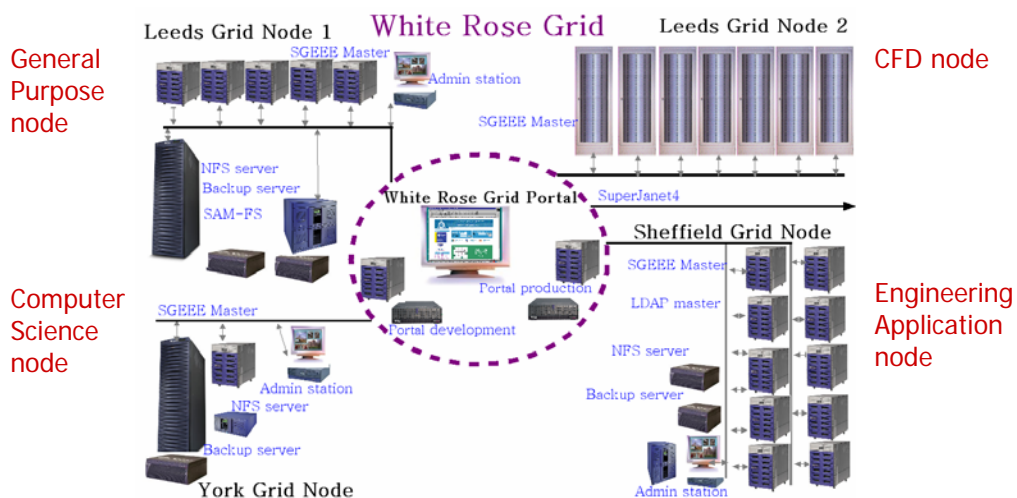 White Rose Grid
Leeds Grid Node 1
SGEEE Master
Admin station
General
Purpose
node
NFS server
Backup server
SAM-FS
Leeds Grid Node 2
CFD node
SGEEE Master
SuperJanet4
White Rose Grid Portal
Portal production
Portal development
Computer
Science
node
SGEEE Master
Admin station
NFS server
Backup server
York Grid Node
Sheffield Grid Node
SGEEE Master
LDAP master
NFS server
Backup server
Admin station
Engineering
Application
node